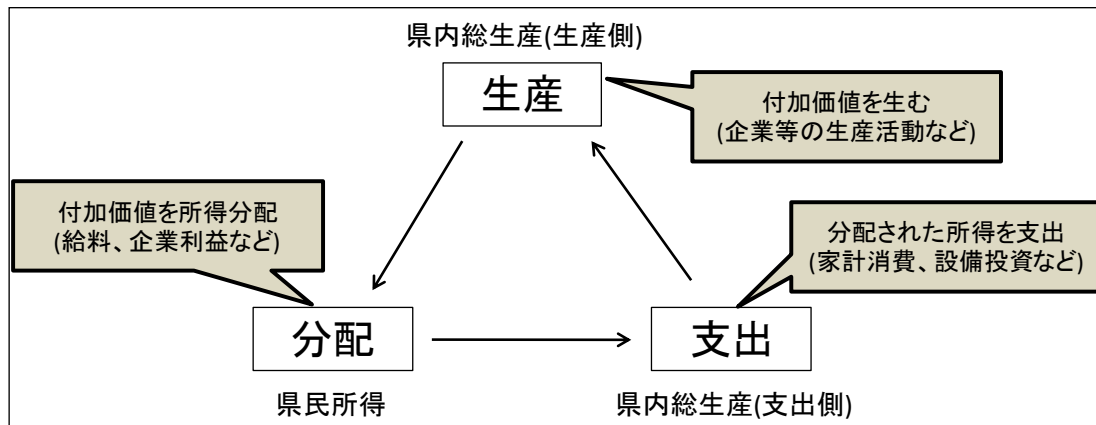 県内総生産(生産側)
生産
付加価値を生む
(企業等の生産活動など)
付加価値を所得分配
(給料、企業利益など)
分配された所得を支出
(家計消費、設備投資など)
分配
支出
県民所得
県内総生産(支出側)